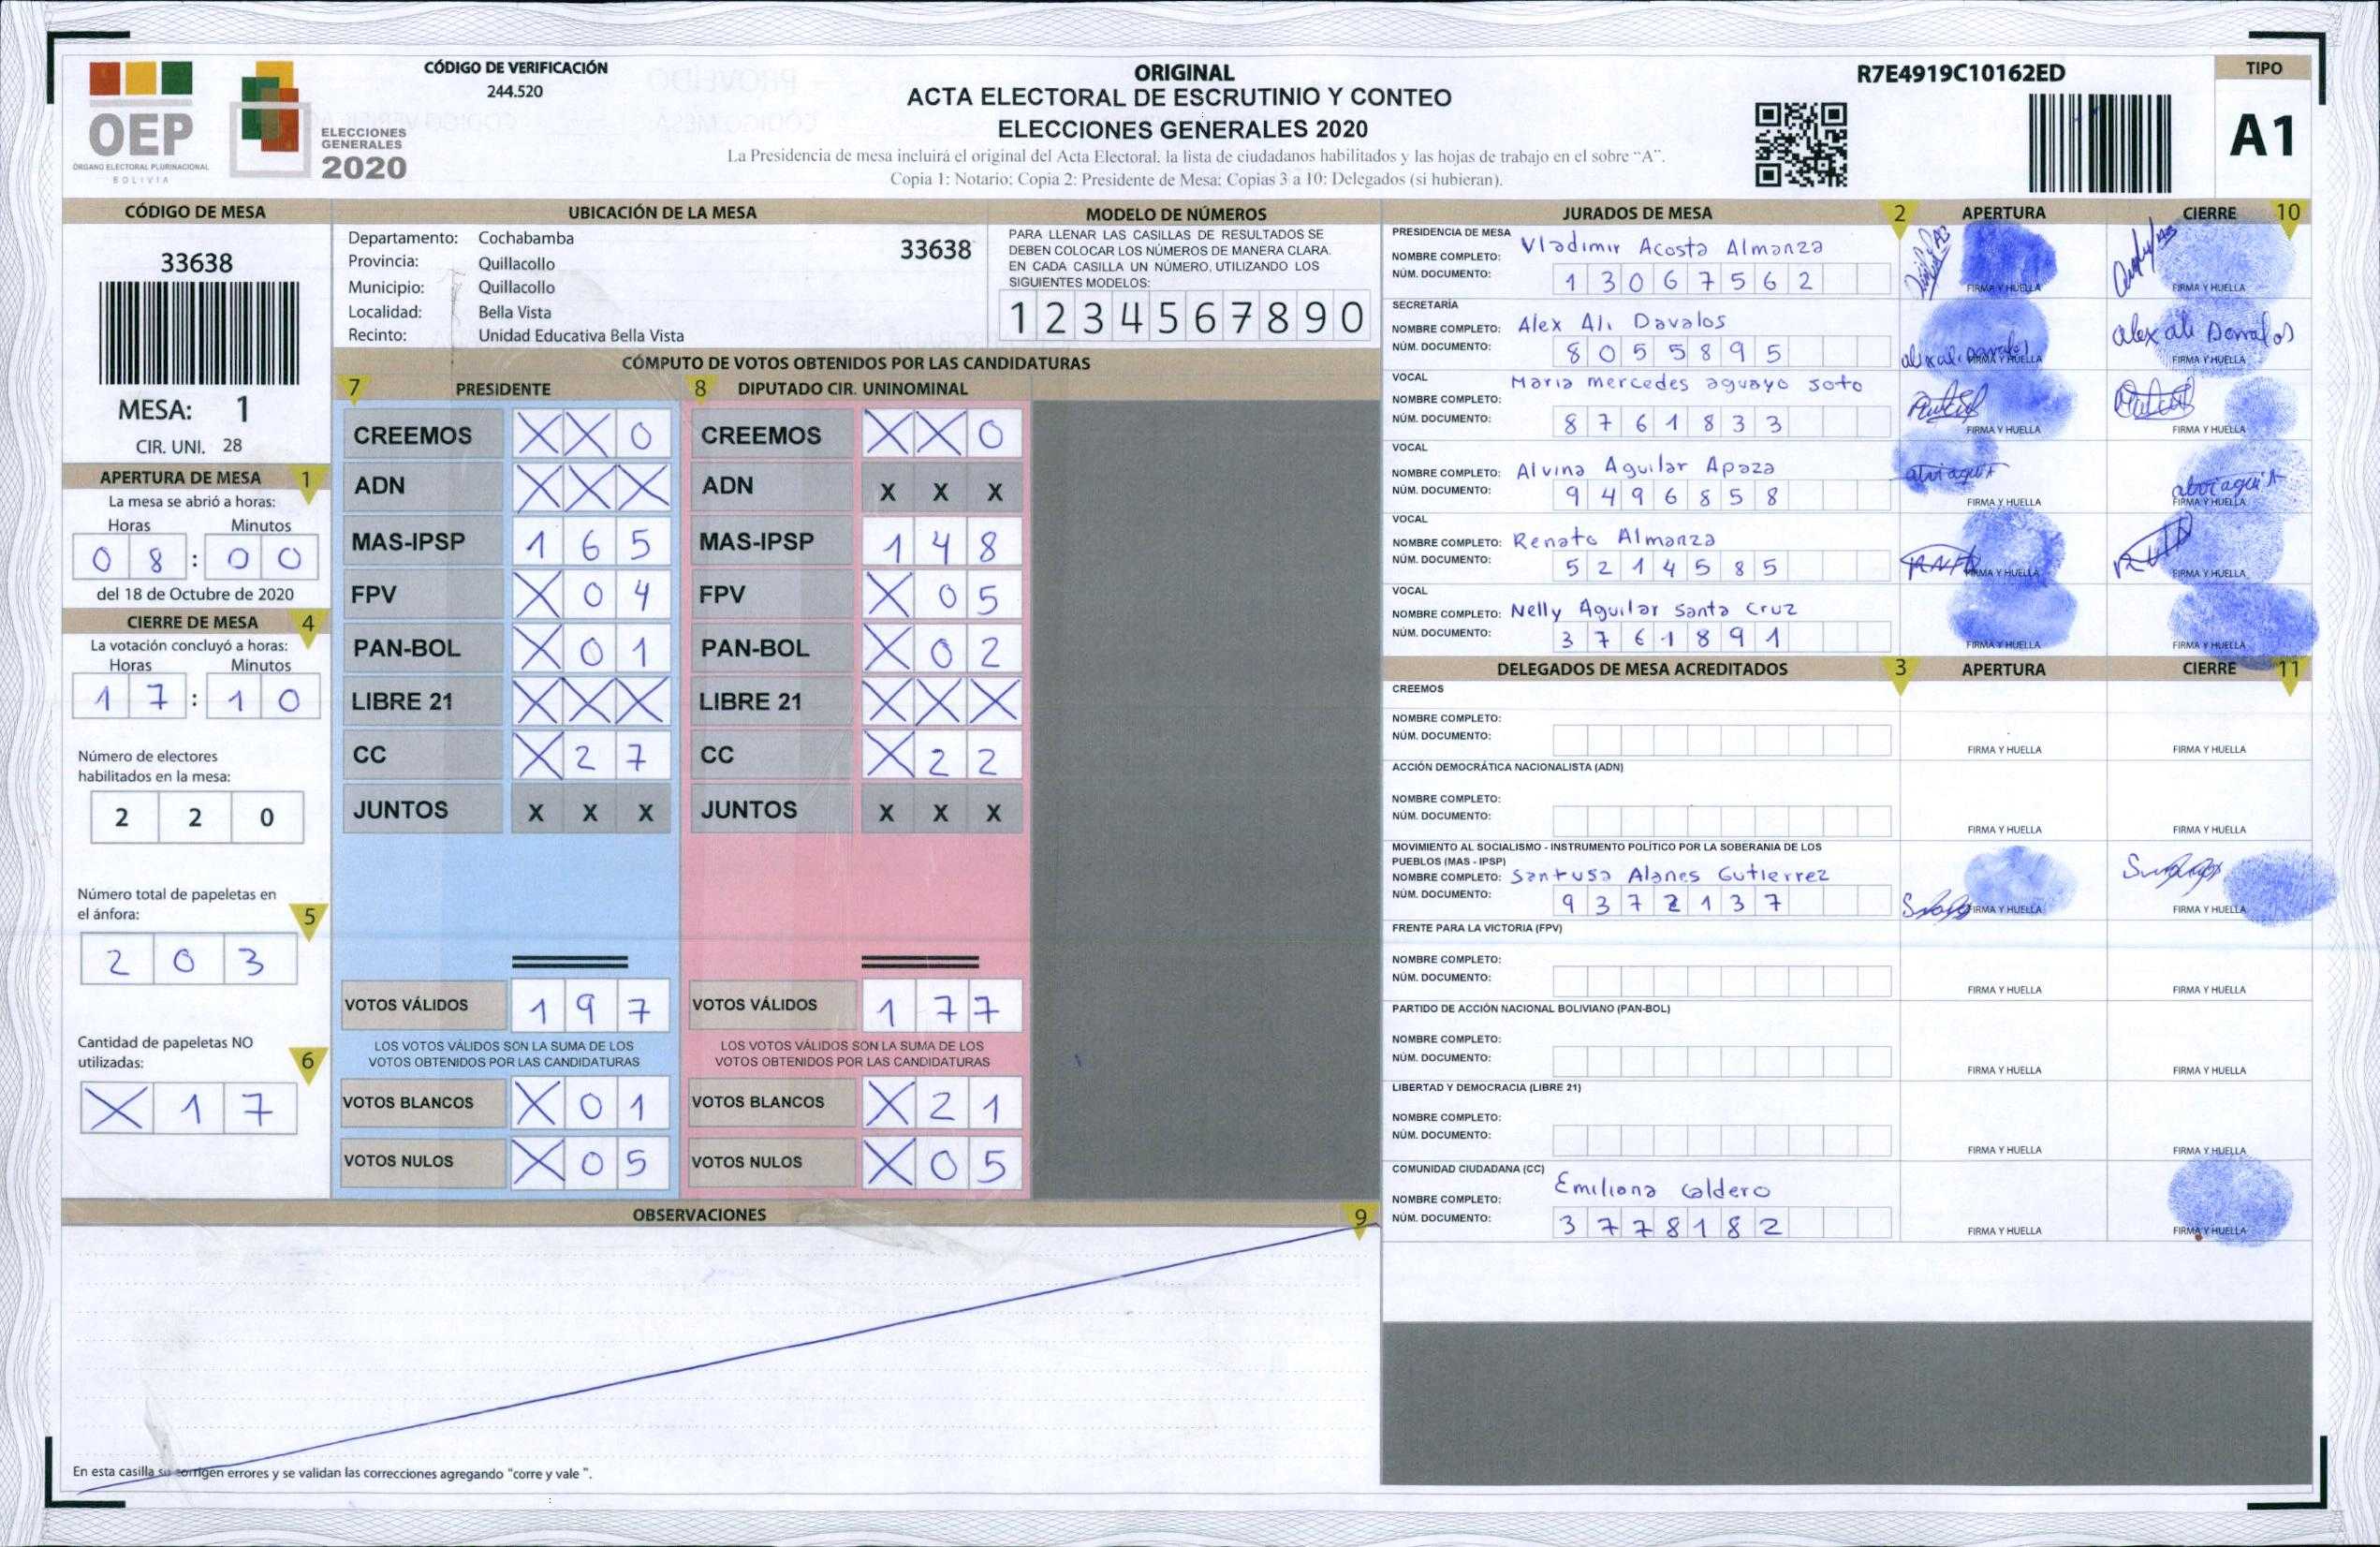 OEP
ÓRGANO ELECTORAL PLURINACIONAL
BOLIVIA
ELECCIONES
GENERALES
2020
CÓDIGO DE VERIFICACIÓN
244.520
ORIGINAL
ACTA ELECTORAL DE ESCRUTINIO Y CONTEO
ELECCIONES GENERALES 2020
La Presidencia de mesa incluirá el original del Acta Electoral, la lista de ciudadanos habilitados y las hojas de trabajo en el sobre "A".
Copia 1: Notario; Copia 2: Presidente de Mesa; Copias 3 a 10: Delegados (si hubieran).
R7E4919C10162ED
TIPO
A1
CÓDIGO DE MESA
33638
MESA: 1
CIR. UNI. 28
APERTURA DE MESA 1
La mesa se abrió a horas:
Horas Minutos
0 8 : 0 0
del 18 de Octubre de 2020
CIERRE DE MESA 4
La votación concluyó a horas:
Horas Minutos
1 7 : 1 0
Número de electores
habilitados en la mesa:
2 2 0
Número total de papeletas en
el ánfora: 5
2 0 3
Cantidad de papeletas NO
utilizadas: 6
X 1 7
UBICACIÓN DE LA MESA
Departamento: Cochabamba 33638
Provincia: Quillacollo
Municipio: Quillacollo
Localidad: Bella Vista
Recinto: Unidad Educativa Bella Vista
MODELO DE NÚMEROS
PARA LLENAR LAS CASILLAS DE RESULTADOS SE
DEBEN COLOCAR LOS NÚMEROS DE MANERA CLARA.
EN CADA CASILLA UN NÚMERO, UTILIZANDO LOS
SIGUIENTES MODELOS:
1 2 3 4 5 6 7 8 9 0
CÓMPUTO DE VOTOS OBTENIDOS POR LAS CANDIDATURAS
7 PRESIDENTE 8 DIPUTADO CIR. UNINOMINAL
CREEMOS X X 0 CREEMOS X X 0
ADN X X X ADN X X X
MAS-IPSP 1 6 5 MAS-IPSP 1 4 8
FPV X 0 4 FPV X 0 5
PAN-BOL X 0 1 PAN-BOL X 0 2
LIBRE 21 X X X LIBRE 21 X X X
CC X 2 7 CC X 2 2
JUNTOS X X X JUNTOS X X X
VOTOS VÁLIDOS 1 9 7 VOTOS VÁLIDOS 1 7 7
LOS VOTOS VÁLIDOS SON LA SUMA DE LOS LOS VOTOS VÁLIDOS SON LA SUMA DE LOS
VOTOS OBTENIDOS POR LAS CANDIDATURAS VOTOS OBTENIDOS POR LAS CANDIDATURAS
VOTOS BLANCOS X 0 1 VOTOS BLANCOS X 2 1
VOTOS NULOS X 0 5 VOTOS NULOS X 0 5
OBSERVACIONES 9
En esta casilla se corrigen errores y se validan las correcciones agregando "corre y vale ".
JURADOS DE MESA 2 APERTURA CIERRE 10
PRESIDENCIA DE MESA
NOMBRE COMPLETO: Vladimir Acosta Almanza
NÚM. DOCUMENTO: 1 3 0 6 7 5 6 2
FIRMA Y HUELLA FIRMA Y HUELLA
SECRETARÍA
NOMBRE COMPLETO: Alex Ali Davalos
NÚM. DOCUMENTO: 8 0 5 5 8 9 5
FIRMA Y HUELLA FIRMA Y HUELLA
VOCAL
NOMBRE COMPLETO: Maria mercedes aguayo soto
NÚM. DOCUMENTO: 8 7 6 1 8 3 3
FIRMA Y HUELLA FIRMA Y HUELLA
VOCAL
NOMBRE COMPLETO: Alvina Aguilar Apaza
NÚM. DOCUMENTO: 9 4 9 6 8 5 8
FIRMA Y HUELLA FIRMA Y HUELLA
VOCAL
NOMBRE COMPLETO: Renato Almanza
NÚM. DOCUMENTO: 5 2 1 4 5 8 5
FIRMA Y HUELLA FIRMA Y HUELLA
VOCAL
NOMBRE COMPLETO: Nelly Aguilar Santa Cruz
NÚM. DOCUMENTO: 3 7 6 1 8 9 1
FIRMA Y HUELLA FIRMA Y HUELLA
DELEGADOS DE MESA ACREDITADOS 3 APERTURA CIERRE 11
CREEMOS
NOMBRE COMPLETO:
NÚM. DOCUMENTO:
FIRMA Y HUELLA FIRMA Y HUELLA
ACCIÓN DEMOCRÁTICA NACIONALISTA (ADN)
NOMBRE COMPLETO:
NÚM. DOCUMENTO:
FIRMA Y HUELLA FIRMA Y HUELLA
MOVIMIENTO AL SOCIALISMO - INSTRUMENTO POLÍTICO POR LA SOBERANIA DE LOS
PUEBLOS (MAS - IPSP)
NOMBRE COMPLETO: Santusa Alanes Gutierrez
NÚM. DOCUMENTO: 9 3 7 2 1 3 7
FIRMA Y HUELLA FIRMA Y HUELLA
FRENTE PARA LA VICTORIA (FPV)
NOMBRE COMPLETO:
NÚM. DOCUMENTO:
FIRMA Y HUELLA FIRMA Y HUELLA
PARTIDO DE ACCIÓN NACIONAL BOLIVIANO (PAN-BOL)
NOMBRE COMPLETO:
NÚM. DOCUMENTO:
FIRMA Y HUELLA FIRMA Y HUELLA
LIBERTAD Y DEMOCRACIA (LIBRE 21)
NOMBRE COMPLETO:
NÚM. DOCUMENTO:
FIRMA Y HUELLA FIRMA Y HUELLA
COMUNIDAD CIUDADANA (CC)
NOMBRE COMPLETO: Emiliana Caldero
NÚM. DOCUMENTO: 3 7 7 8 1 8 2
FIRMA Y HUELLA FIRMA Y HUELLA